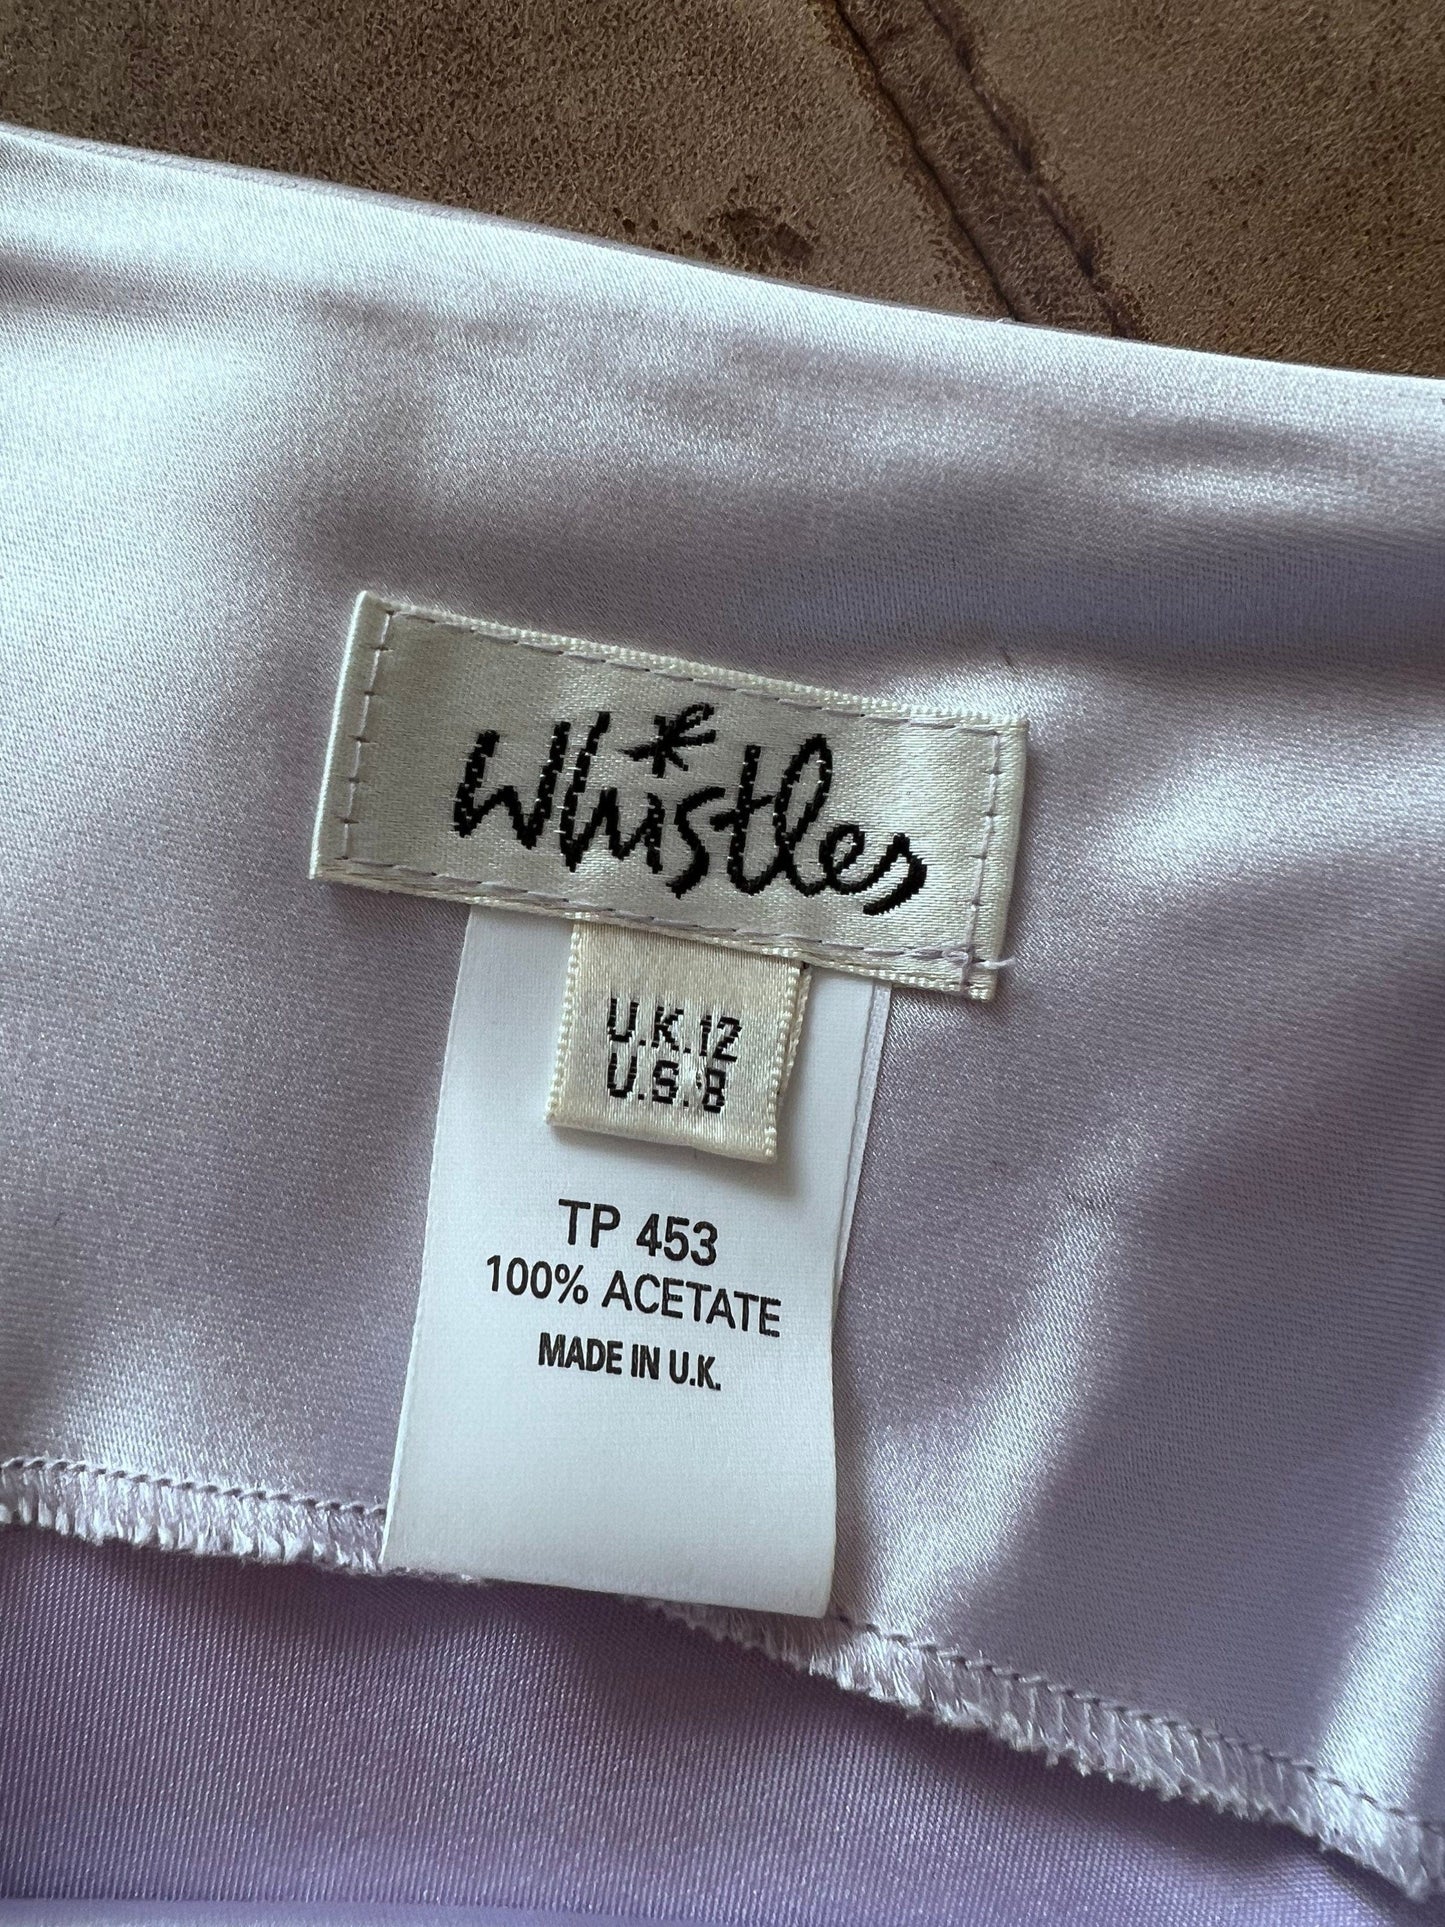 Whistles
U.K.12
U.S.8
TP 453
100% ACETATE
MADE IN U.K.